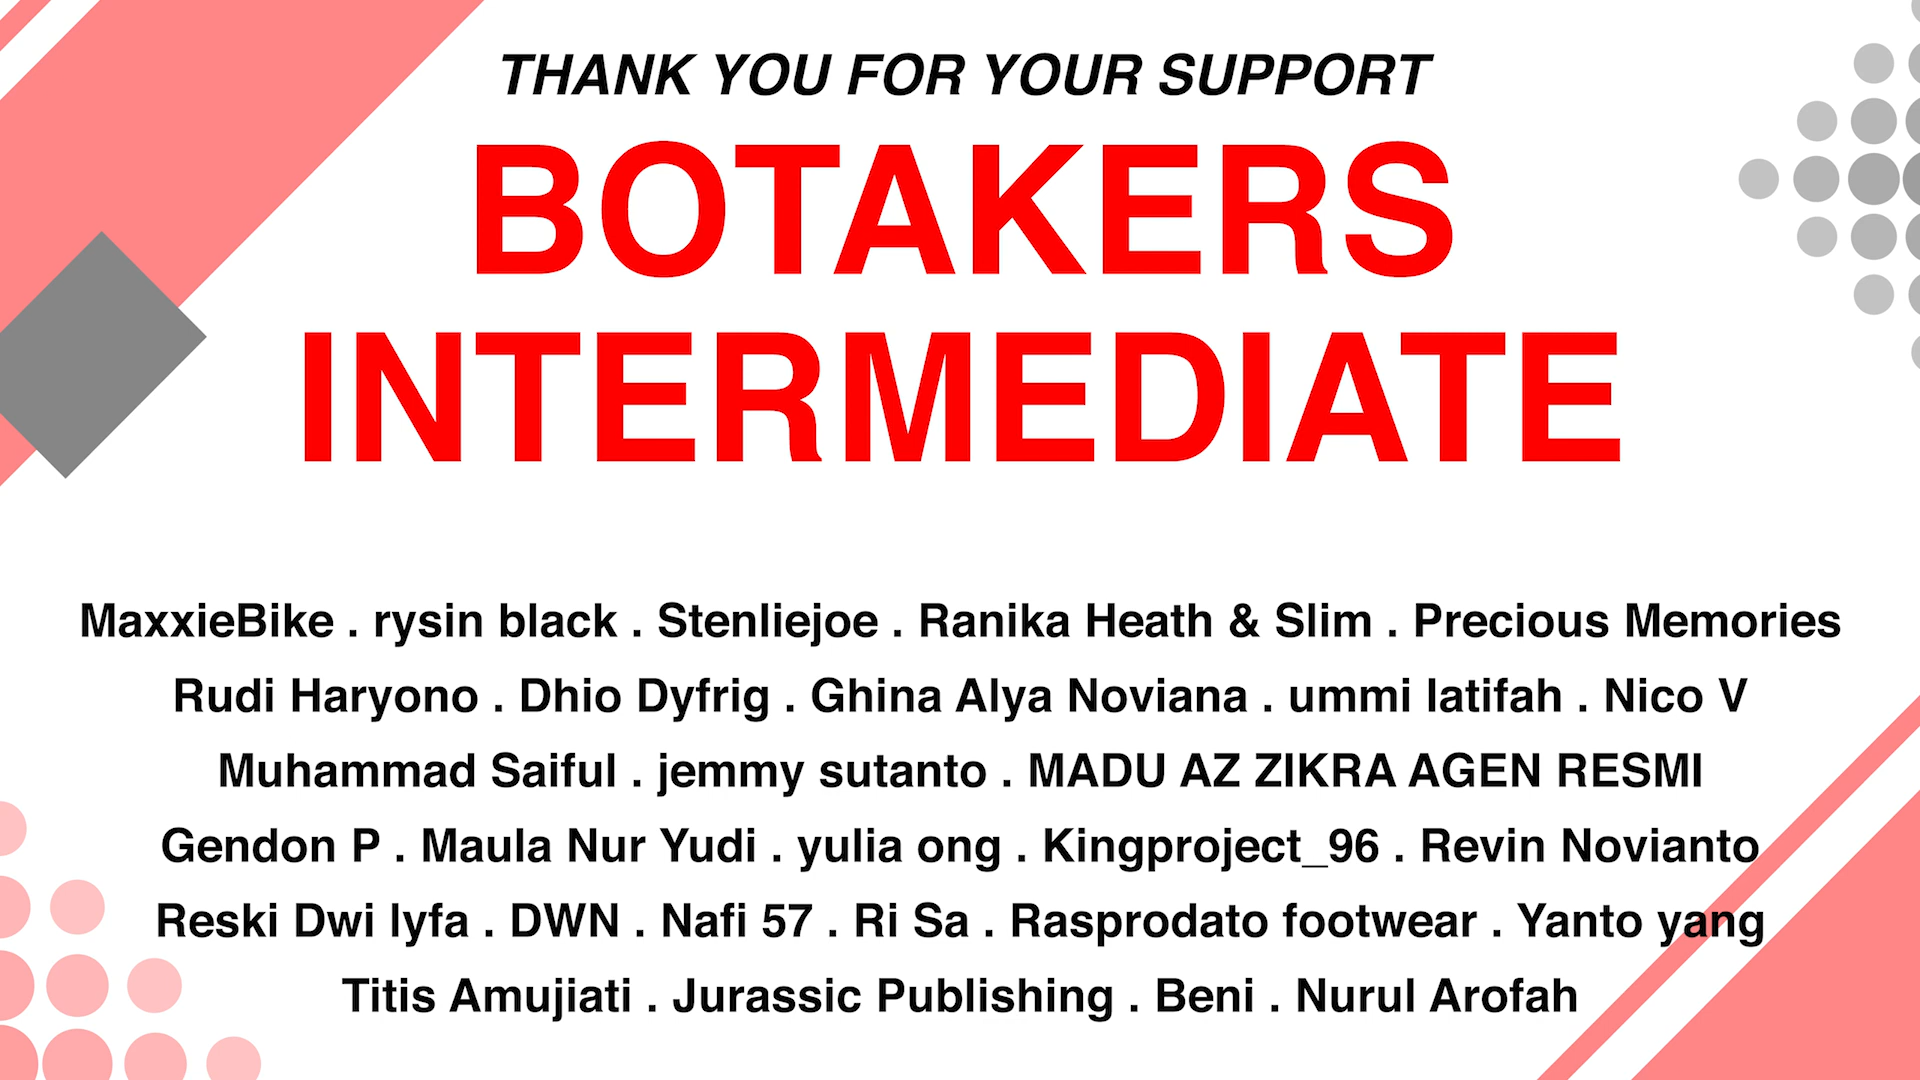 THANK YOU FOR YOUR SUPPORT
BOTAKERS
INTERMEDIATE
MaxxieBike . rysin black . Stenliejoe . Ranika Heath & Slim . Precious Memories
Rudi Haryono . Dhio Dyfrig . Ghina Alya Noviana . ummi latifah . Nico V
Muhammad Saiful . jemmy sutanto . MADU AZ ZIKRA AGEN RESMI
Gendon P . Maula Nur Yudi . yulia ong . Kingproject_96 . Revin Novianto
Reski Dwi lyfa . DWN . Nafi 57 . Ri Sa . Rasprodato footwear . Yanto yang
Titis Amujiati . Jurassic Publishing . Beni . Nurul Arofah